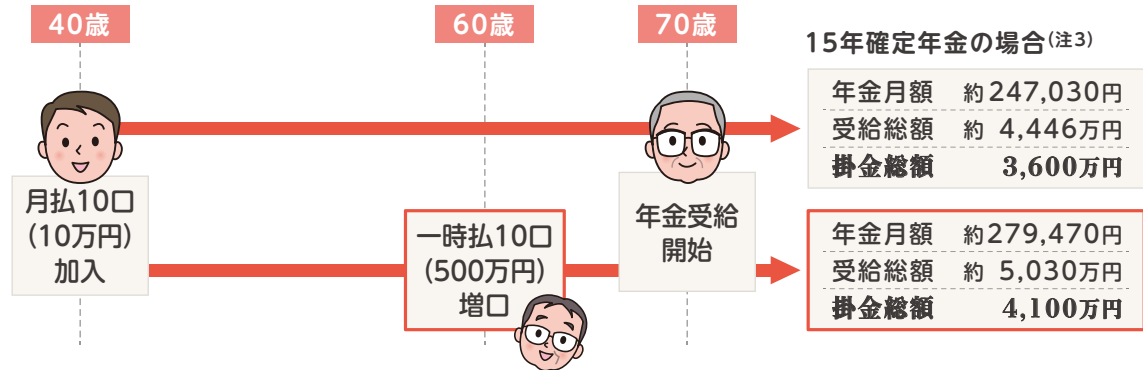 40歳
60歳
70歳
15年確定年金の場合(注3)
年金月額 約247,030円
受給総額 約 4,446万円
掛金総額 3,600万円
月払10口
(10万円)
加入
一時払10口
(500万円)
増口
年金受給
開始
年金月額 約279,470円
受給総額 約 5,030万円
掛金総額 4,100万円